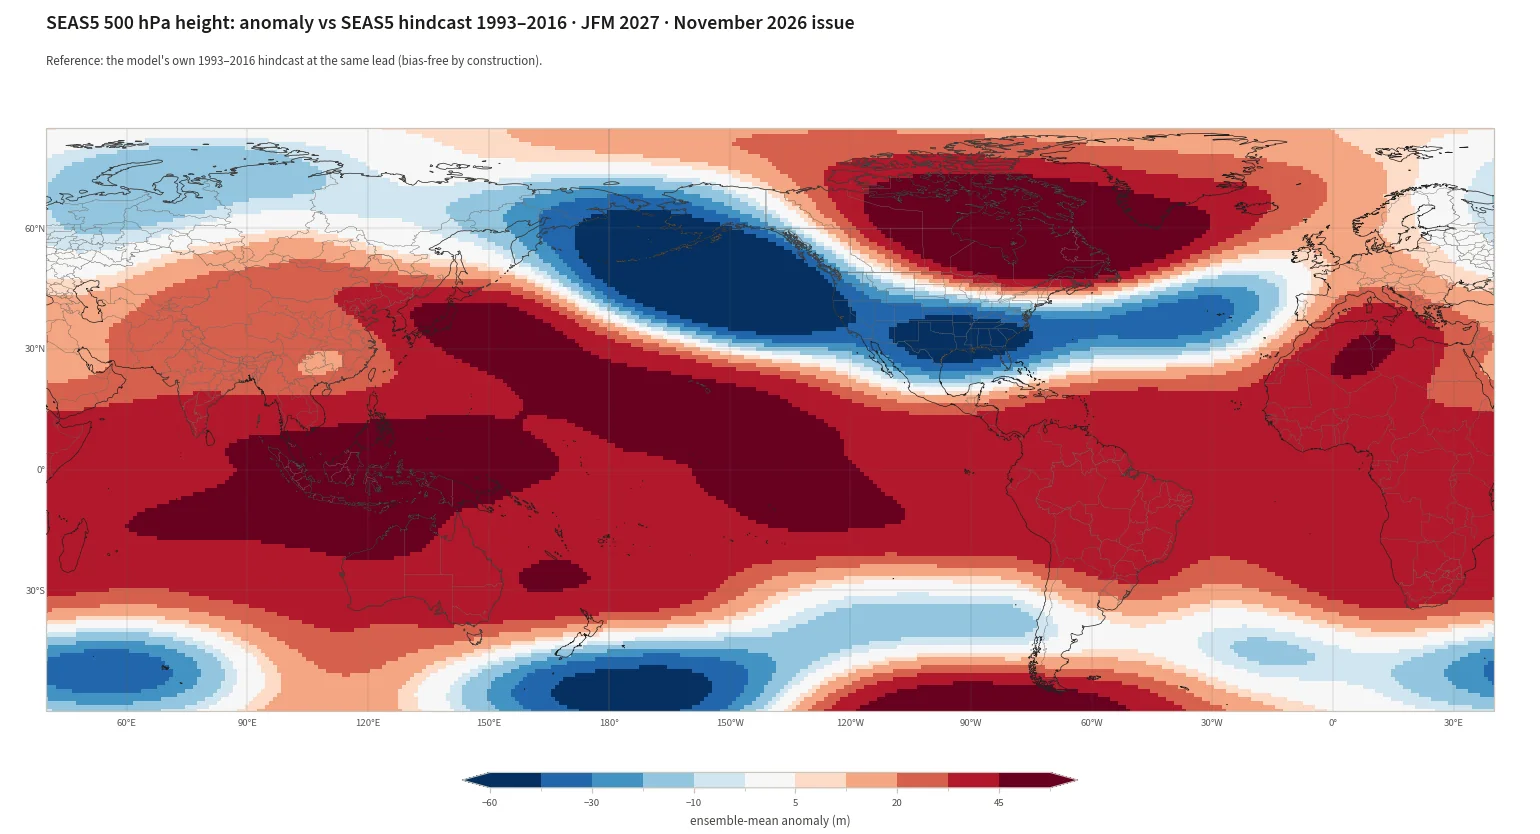 SEAS5 500 hPa height: anomaly vs SEAS5 hindcast 1993–2016 · JFM 2027 · November 2026 issue
Reference: the model's own 1993–2016 hindcast at the same lead (bias-free by construction).
60°N
30°N
0°
30°S
60°E 90°E 120°E 150°E 180° 150°W 120°W 90°W 60°W 30°W 0° 30°E
−60 −30 −10 5 20 45
ensemble-mean anomaly (m)